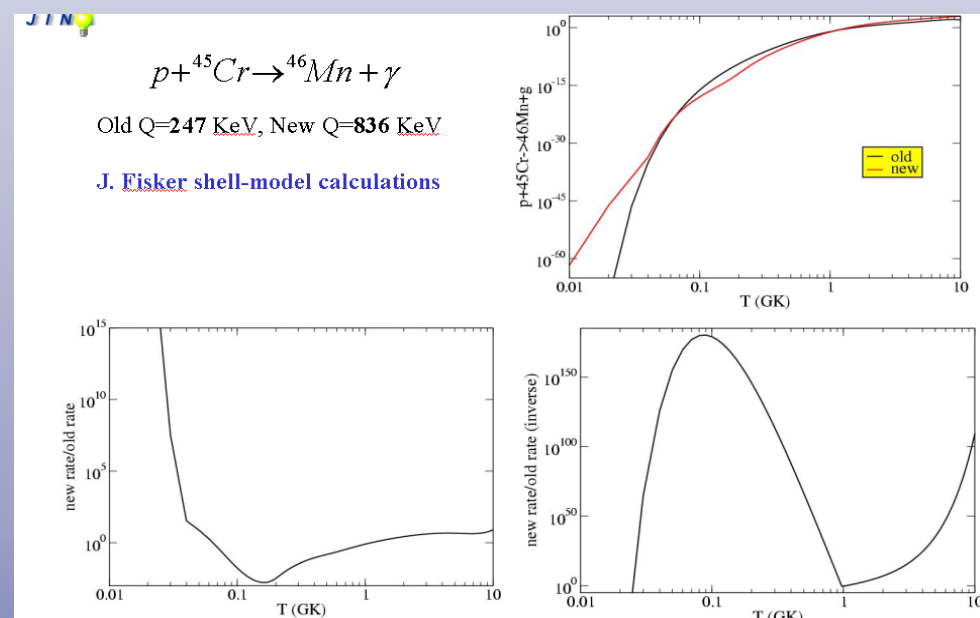 JIN
p+⁴⁵Cr→⁴⁶Mn+γ
Old Q=247 KeV, New Q=836 KeV
J. Fisker shell-model calculations
p+45Cr->46Mn+g
10⁰
10⁻¹⁵
10⁻³⁰
10⁻⁴⁵
10⁻⁶⁰
old
new
0.01 0.1 1 10
T (GK)
new rate/old rate
10¹⁵
10¹⁰
10⁵
10⁰
0.01 0.1 1 10
T (GK)
new rate/old rate (inverse)
10¹⁵⁰
10¹⁰⁰
10⁵⁰
10⁰
0.01 0.1 1 10
T (GK)